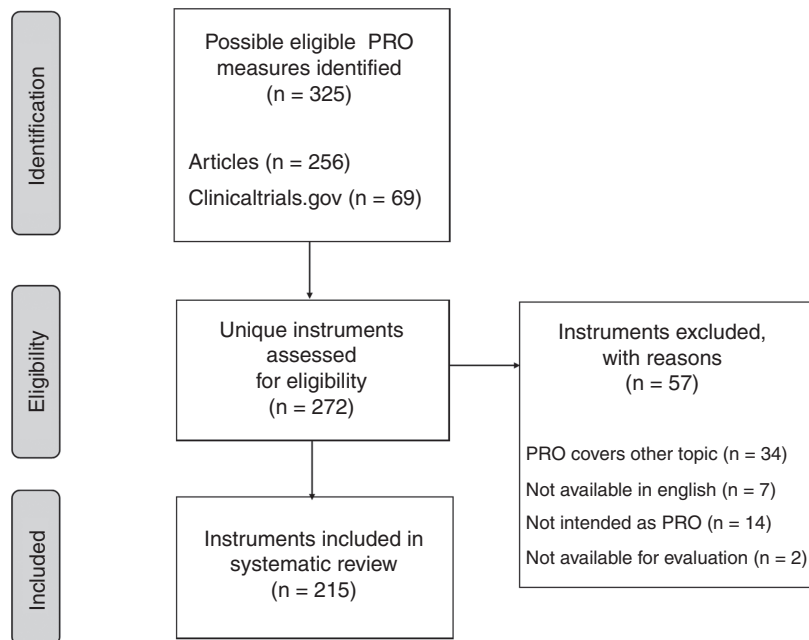 Identification
Possible eligible PRO
measures identified
(n = 325)
Articles (n = 256)
Clinicaltrials.gov (n = 69)
Eligibility
Unique instruments
assessed
for eligibility
(n = 272)
Instruments excluded,
with reasons
(n = 57)
PRO covers other topic (n = 34)
Not available in english (n = 7)
Not intended as PRO (n = 14)
Not available for evaluation (n = 2)
Included
Instruments included in
systematic review
(n = 215)